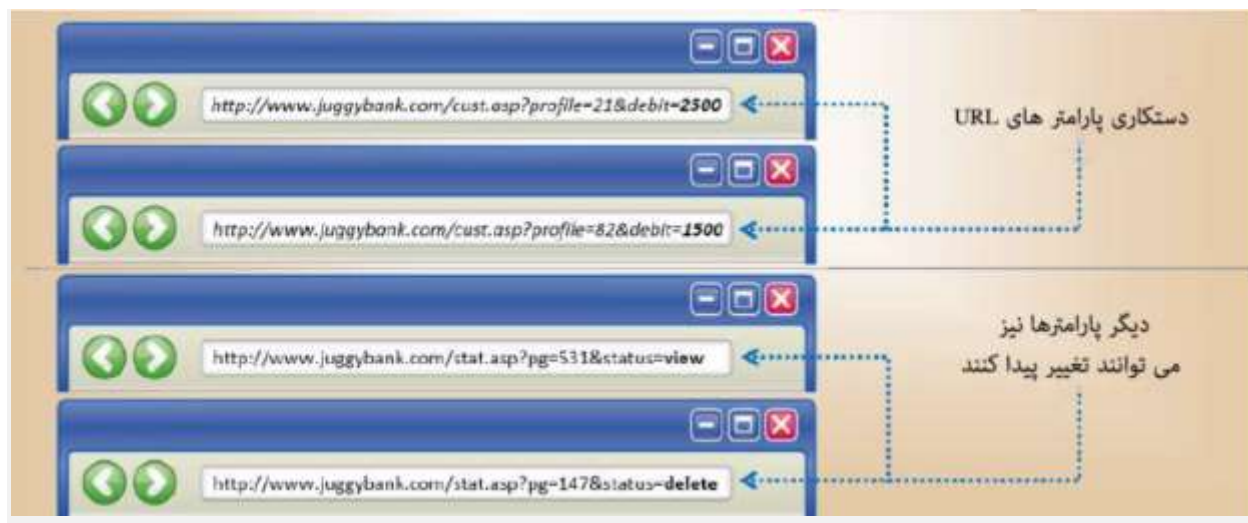 http://www.juggybank.com/cust.asp?profile=21&debit=2500
دستکاری پارامتر های URL
http://www.juggybank.com/cust.asp?profile=82&debit=1500
http://www.juggybank.com/stat.asp?pg=531&status=view
دیگر پارامترها نیز
می توانند تغییر پیدا کنند
http://www.juggybank.com/stat.asp?pg=147&status=delete